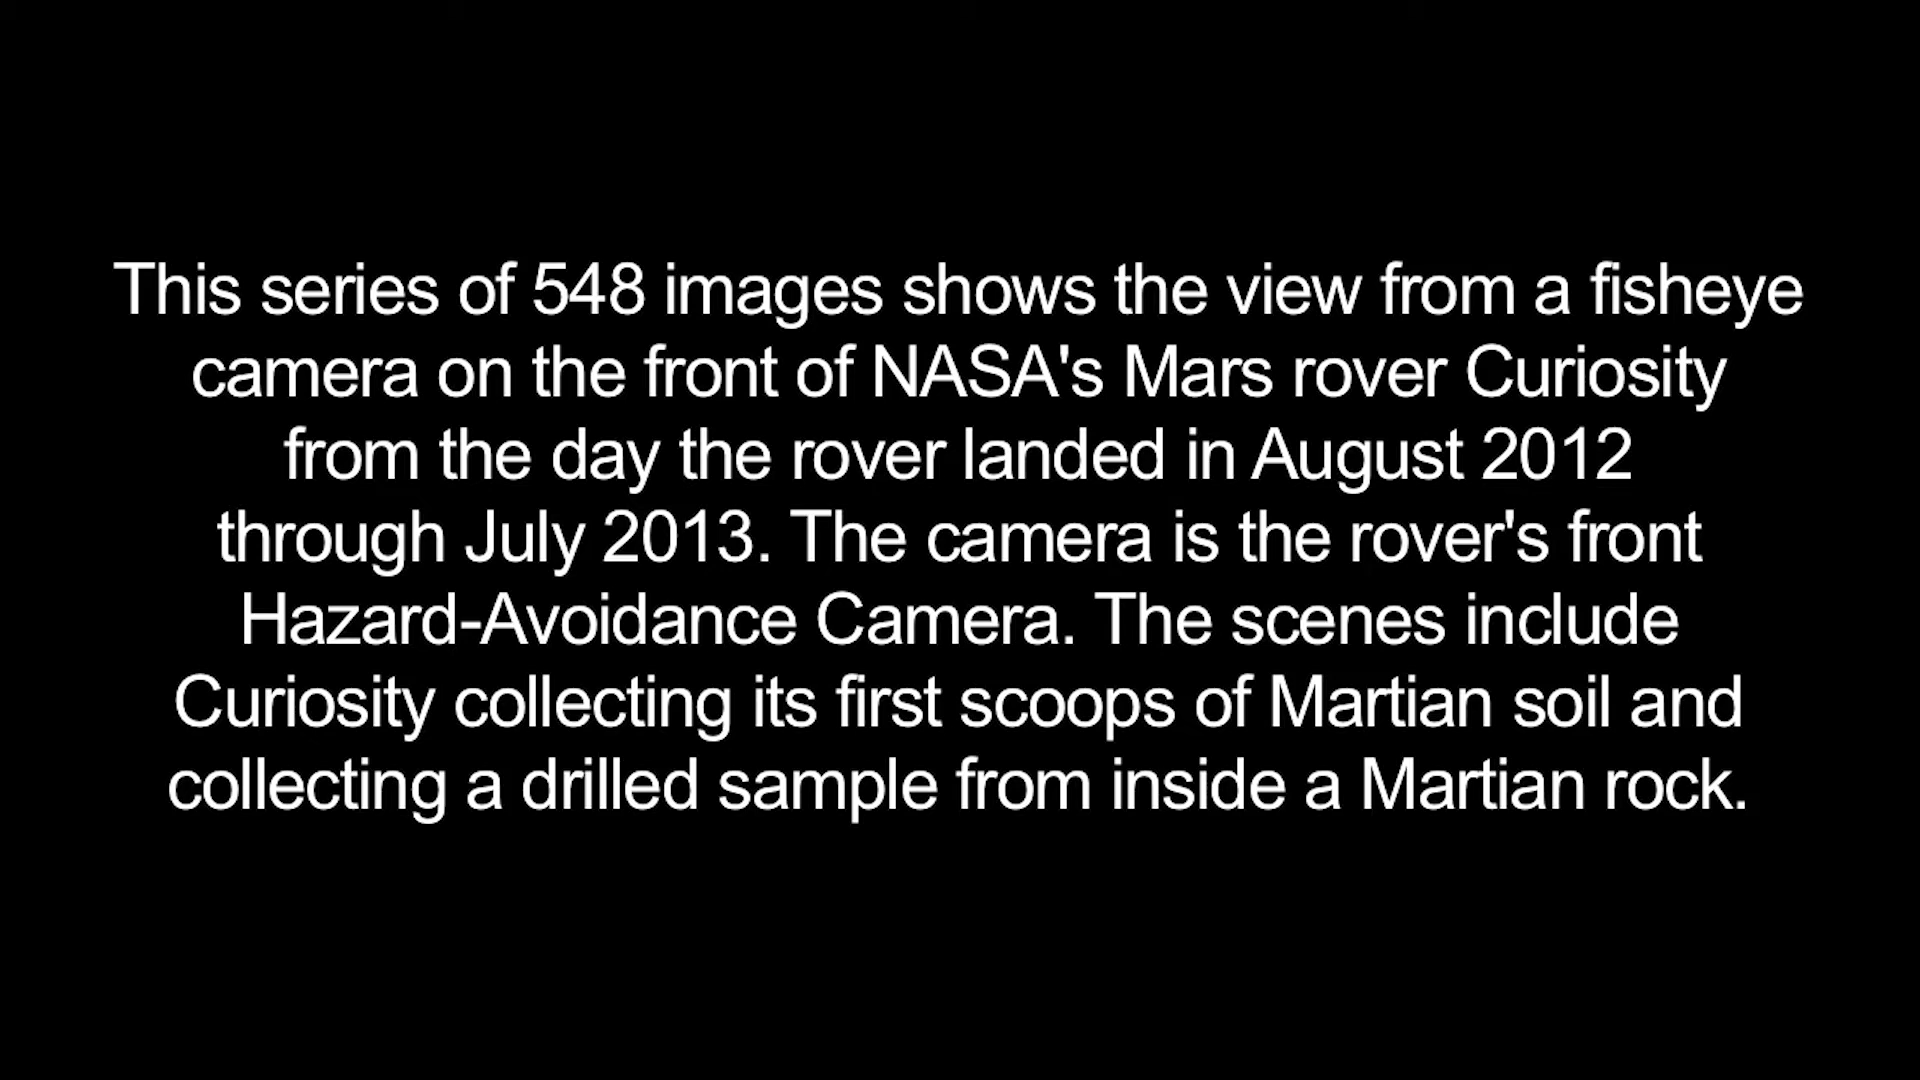 This series of 548 images shows the view from a fisheye
camera on the front of NASA's Mars rover Curiosity
from the day the rover landed in August 2012
through July 2013. The camera is the rover's front
Hazard-Avoidance Camera. The scenes include
Curiosity collecting its first scoops of Martian soil and
collecting a drilled sample from inside a Martian rock.